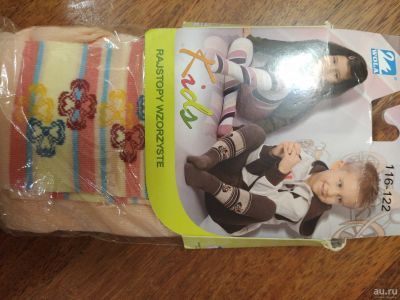 WOLA
Kids
RAJSTOPY WZORZYSTE
116-122
au.ru